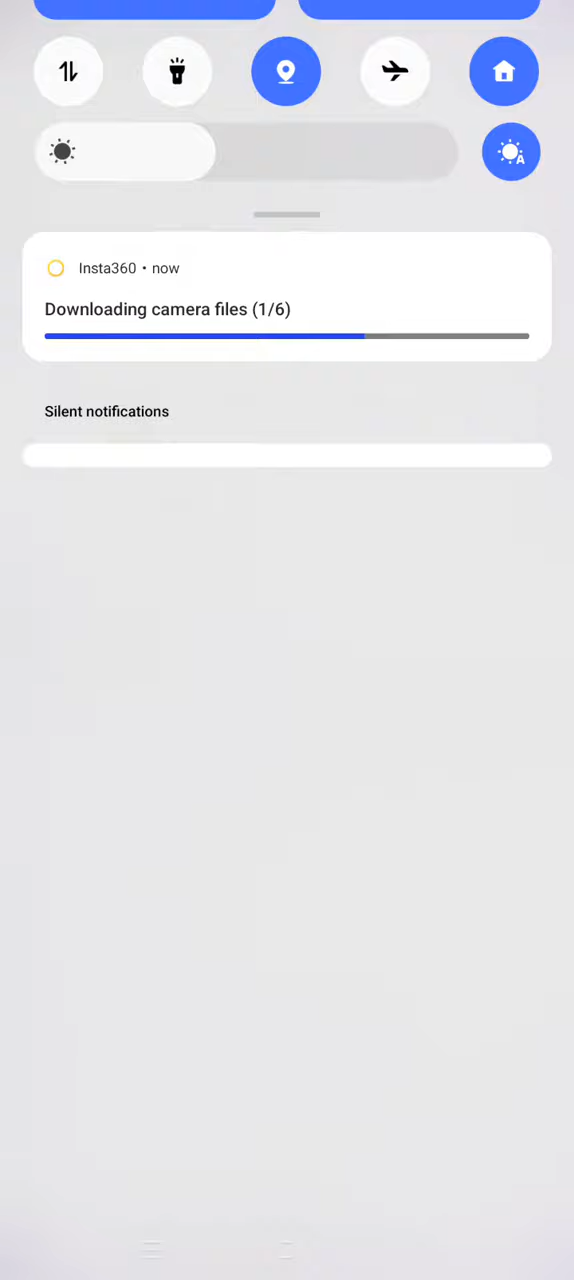 Insta360 • now
Downloading camera files (1/6)
Silent notifications